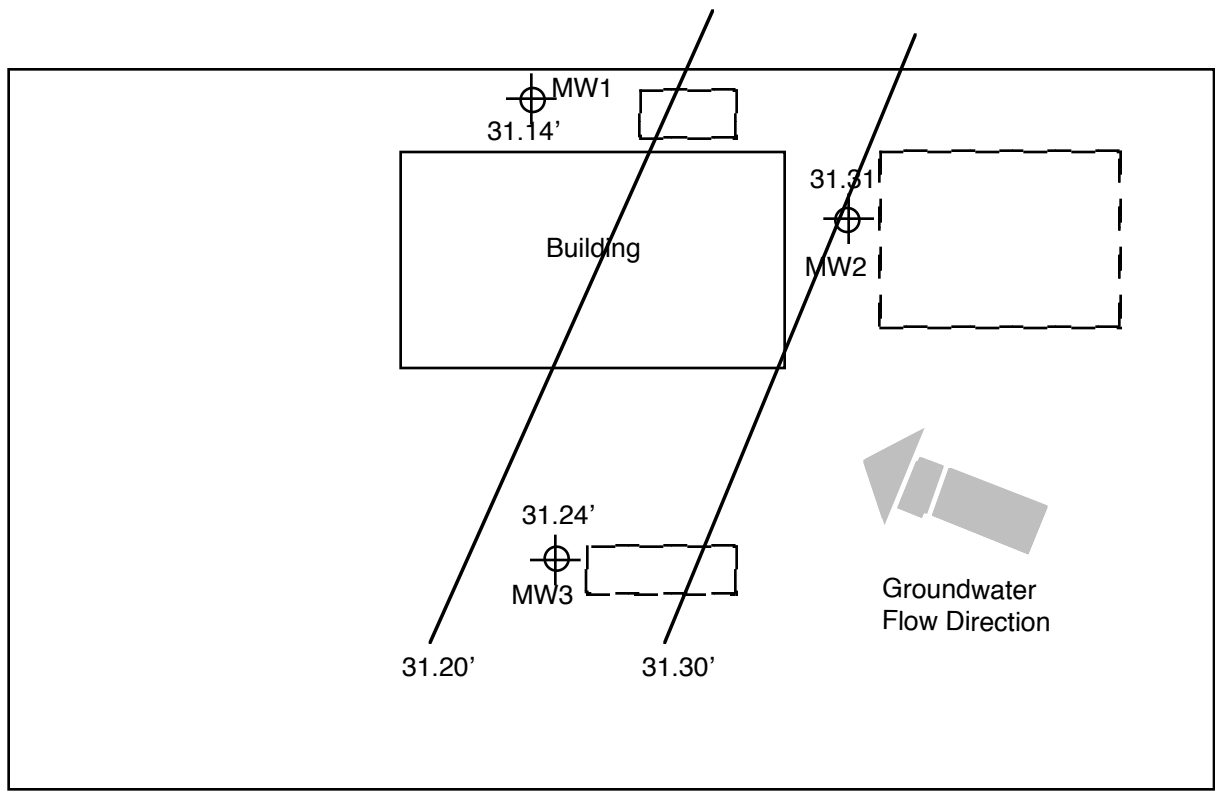 MW1
31.14’
31.31
Building
MW2
31.24’
MW3
Groundwater
Flow Direction
31.20’
31.30’